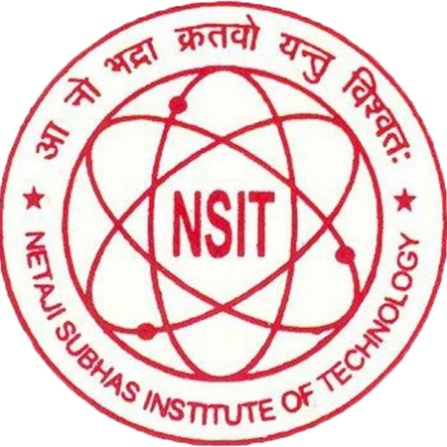 आ नो भद्रा क्रतवो यन्तु विश्वतः
NSIT
NETAJI SUBHAS INSTITUTE OF TECHNOLOGY